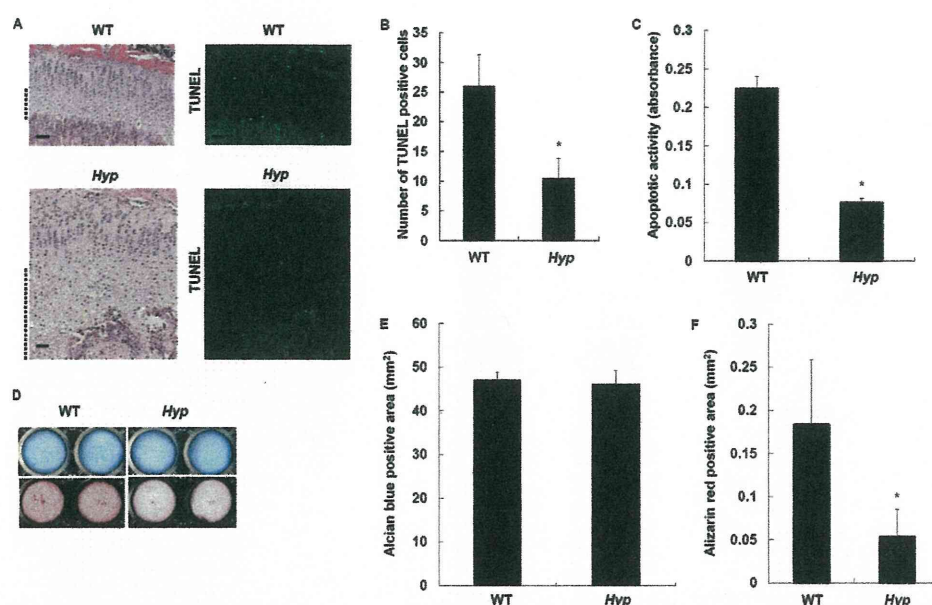 A
WT
WT
TUNEL
Hyp
Hyp
TUNEL
B
Number of TUNEL positive cells
35
30
25
20
15
10
5
0
*
WT
Hyp
C
Apoptotic activity (absorbance)
0.25
0.2
0.15
0.1
0.05
0
*
WT
Hyp
D
WT
Hyp
E
Alcian blue positive area (mm²)
60
50
40
30
20
10
0
WT
Hyp
F
Alizarin red positive area (mm²)
0.3
0.25
0.2
0.15
0.1
0.05
0
*
WT
Hyp